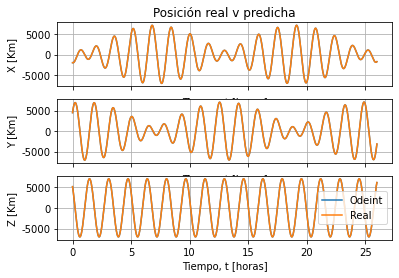 Posición real v predicha
5000
0
-5000
X [Km]
5000
0
-5000
Y [Km]
5000
0
-5000
Z [Km]
Odeint
Real
0 5 10 15 20 25
Tiempo, t [horas]